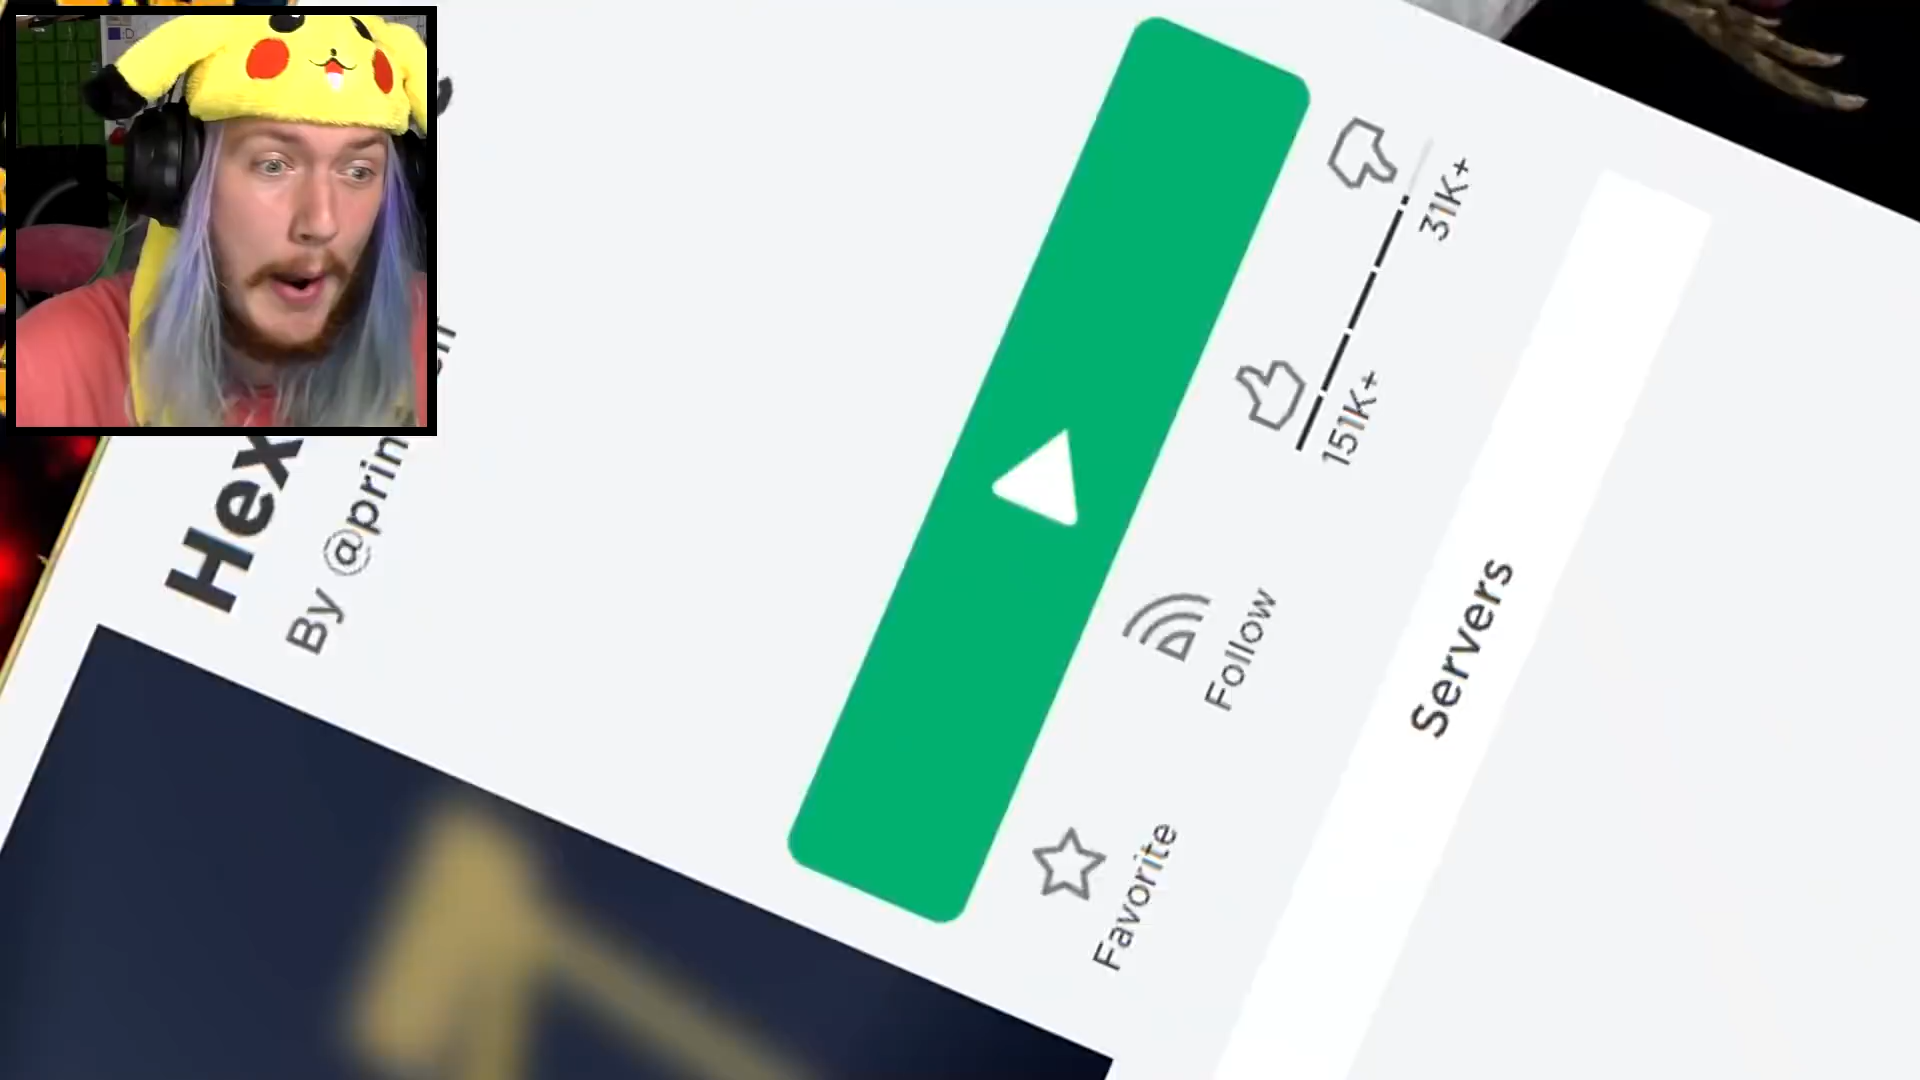 Hex
By @prin
Favorite
Follow
151K+
31K+
Servers